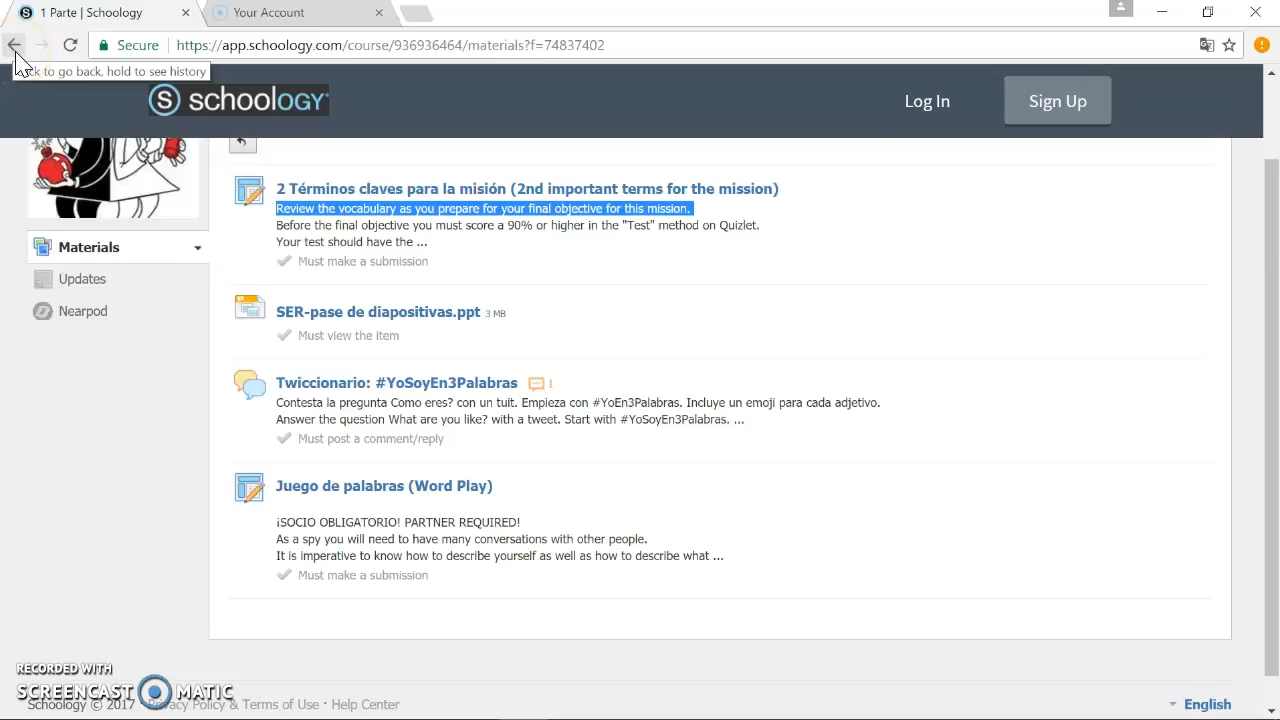 1 Parte | Schoology
Your Account
Secure
https://app.schoology.com/course/936936464/materials?f=74837402
to go back, hold to see history
S schoology
Log In
Sign Up
2 Términos claves para la misión (2nd important terms for the mission)
Review the vocabulary as you prepare for your final objective for this mission.
Before the final objective you must score a 90% or higher in the "Test" method on Quizlet.
Your test should have the ...
Must make a submission
Materials
Updates
Nearpod
SER-pase de diapositivas.ppt 3 MB
Must view the item
Twiccionario: #YoSoyEn3Palabras 1
Contesta la pregunta Como eres? con un tuit. Empieza con #YoEn3Palabras. Incluye un emoji para cada adjetivo.
Answer the question What are you like? with a tweet. Start with #YoSoyEn3Palabras. ...
Must post a comment/reply
Juego de palabras (Word Play)
¡SOCIO OBLIGATORIO! PARTNER REQUIRED!
As a spy you will need to have many conversations with other people.
It is imperative to know how to describe yourself as well as how to describe what ...
Must make a submission
RECORDED WITH
SCREENCAST MATIC
Schoology © 2017 Privacy Policy & Terms of Use · Help Center
English